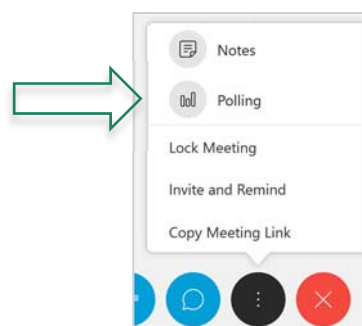 Notes
Polling
Lock Meeting
Invite and Remind
Copy Meeting Link